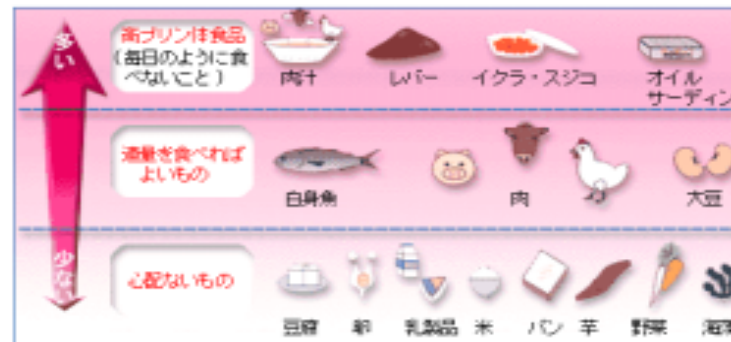 多い
高プリン体食品
(毎日のように食
べないこと)
肉汁
レバー
イクラ・スジコ
オイル
サーディン
適量を食べれば
よいもの
白身魚
肉
大豆
少ない
心配ないもの
豆腐
卵
乳製品
米
パン
芋
野菜